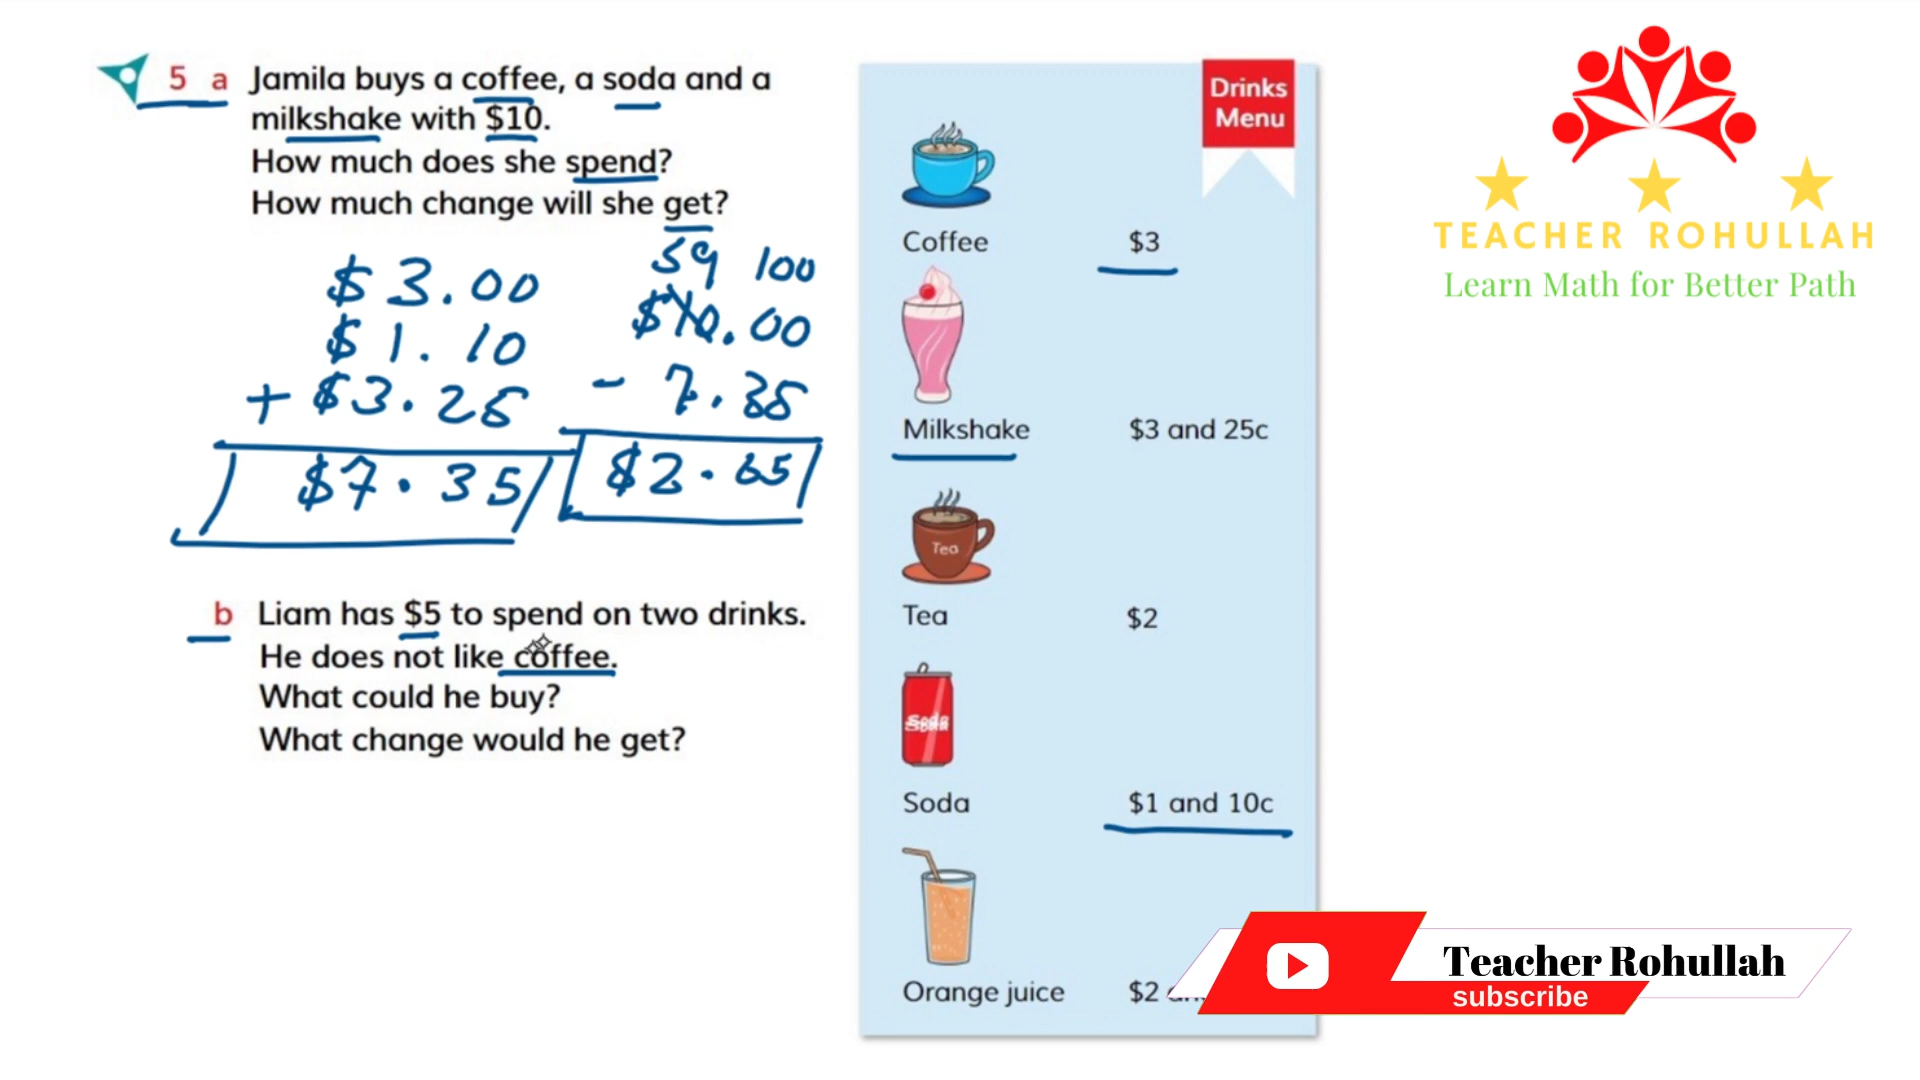 5 a Jamila buys a coffee, a soda and a
milkshake with $10.
How much does she spend?
How much change will she get?
$3.00
$1.10
+ $3.25
$7.35
59 100
$10.00
- 7.35
$2.65
b Liam has $5 to spend on two drinks.
He does not like coffee.
What could he buy?
What change would he get?
Drinks
Menu
Coffee $3
Milkshake $3 and 25c
Tea
Tea $2
Soda
Soda $1 and 10c
Orange juice $2
TEACHER ROHULLAH
Learn Math for Better Path
Teacher Rohullah
subscribe